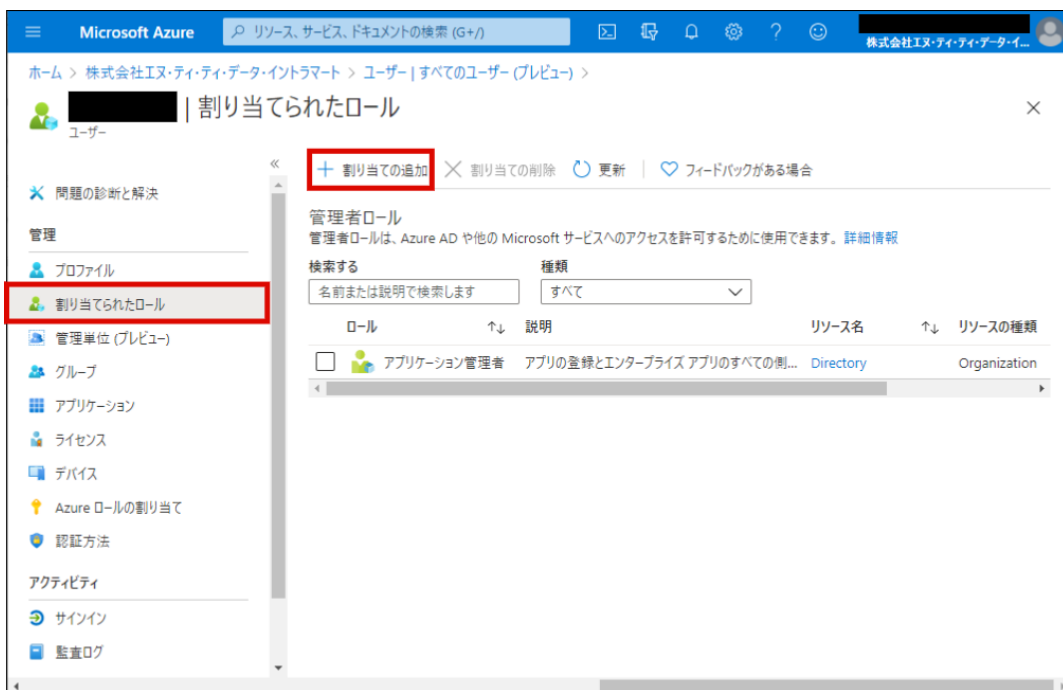 Microsoft Azure
リソース、サービス、ドキュメントの検索 (G+/)
株式会社エヌ・ティ・ティ・データ・イ...
ホーム > 株式会社エヌ・ティ・ティ・データ・イントラマート > ユーザー | すべてのユーザー (プレビュー) >
| 割り当てられたロール
ユーザー
問題の診断と解決
管理
プロファイル
割り当てられたロール
管理単位 (プレビュー)
グループ
アプリケーション
ライセンス
デバイス
Azure ロールの割り当て
認証方法
アクティビティ
サインイン
監査ログ
割り当ての追加 割り当ての削除 更新 フィードバックがある場合
管理者ロール
管理者ロールは、Azure AD や他の Microsoft サービスへのアクセスを許可するために使用できます。詳細情報
検索する 種類
名前または説明で検索します すべて
ロール 説明 リソース名 リソースの種類
アプリケーション管理者 アプリの登録とエンタープライズ アプリのすべての側... Directory Organization